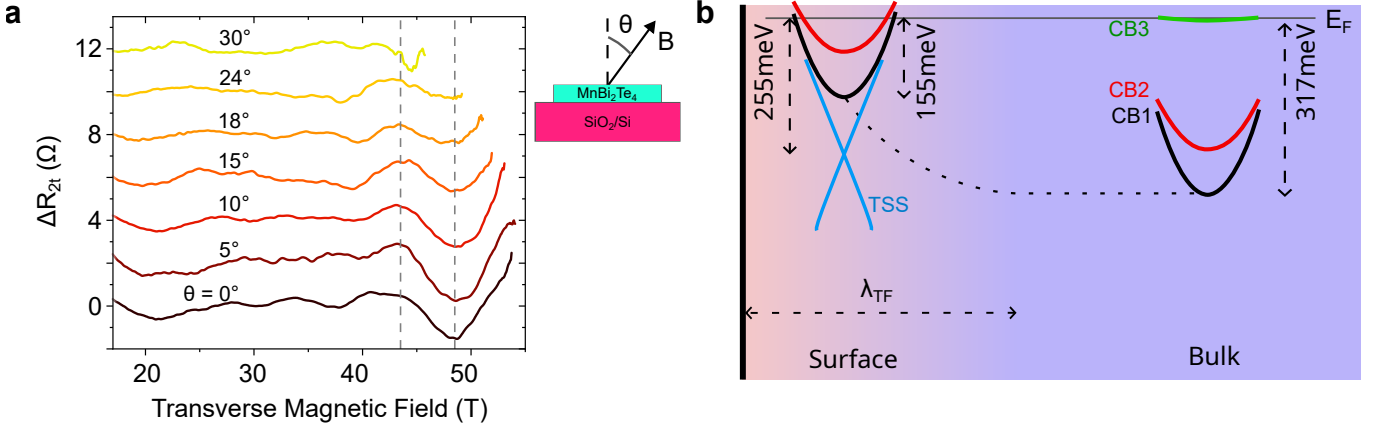 a
ΔR2t (Ω)
12
8
4
0
30°
24°
18°
15°
10°
5°
θ = 0°
20
30
40
50
Transverse Magnetic Field (T)
θ
B
MnBi2Te4
SiO2/Si
b
EF
CB3
255meV
155meV
317meV
CB2
CB1
TSS
λTF
Surface
Bulk